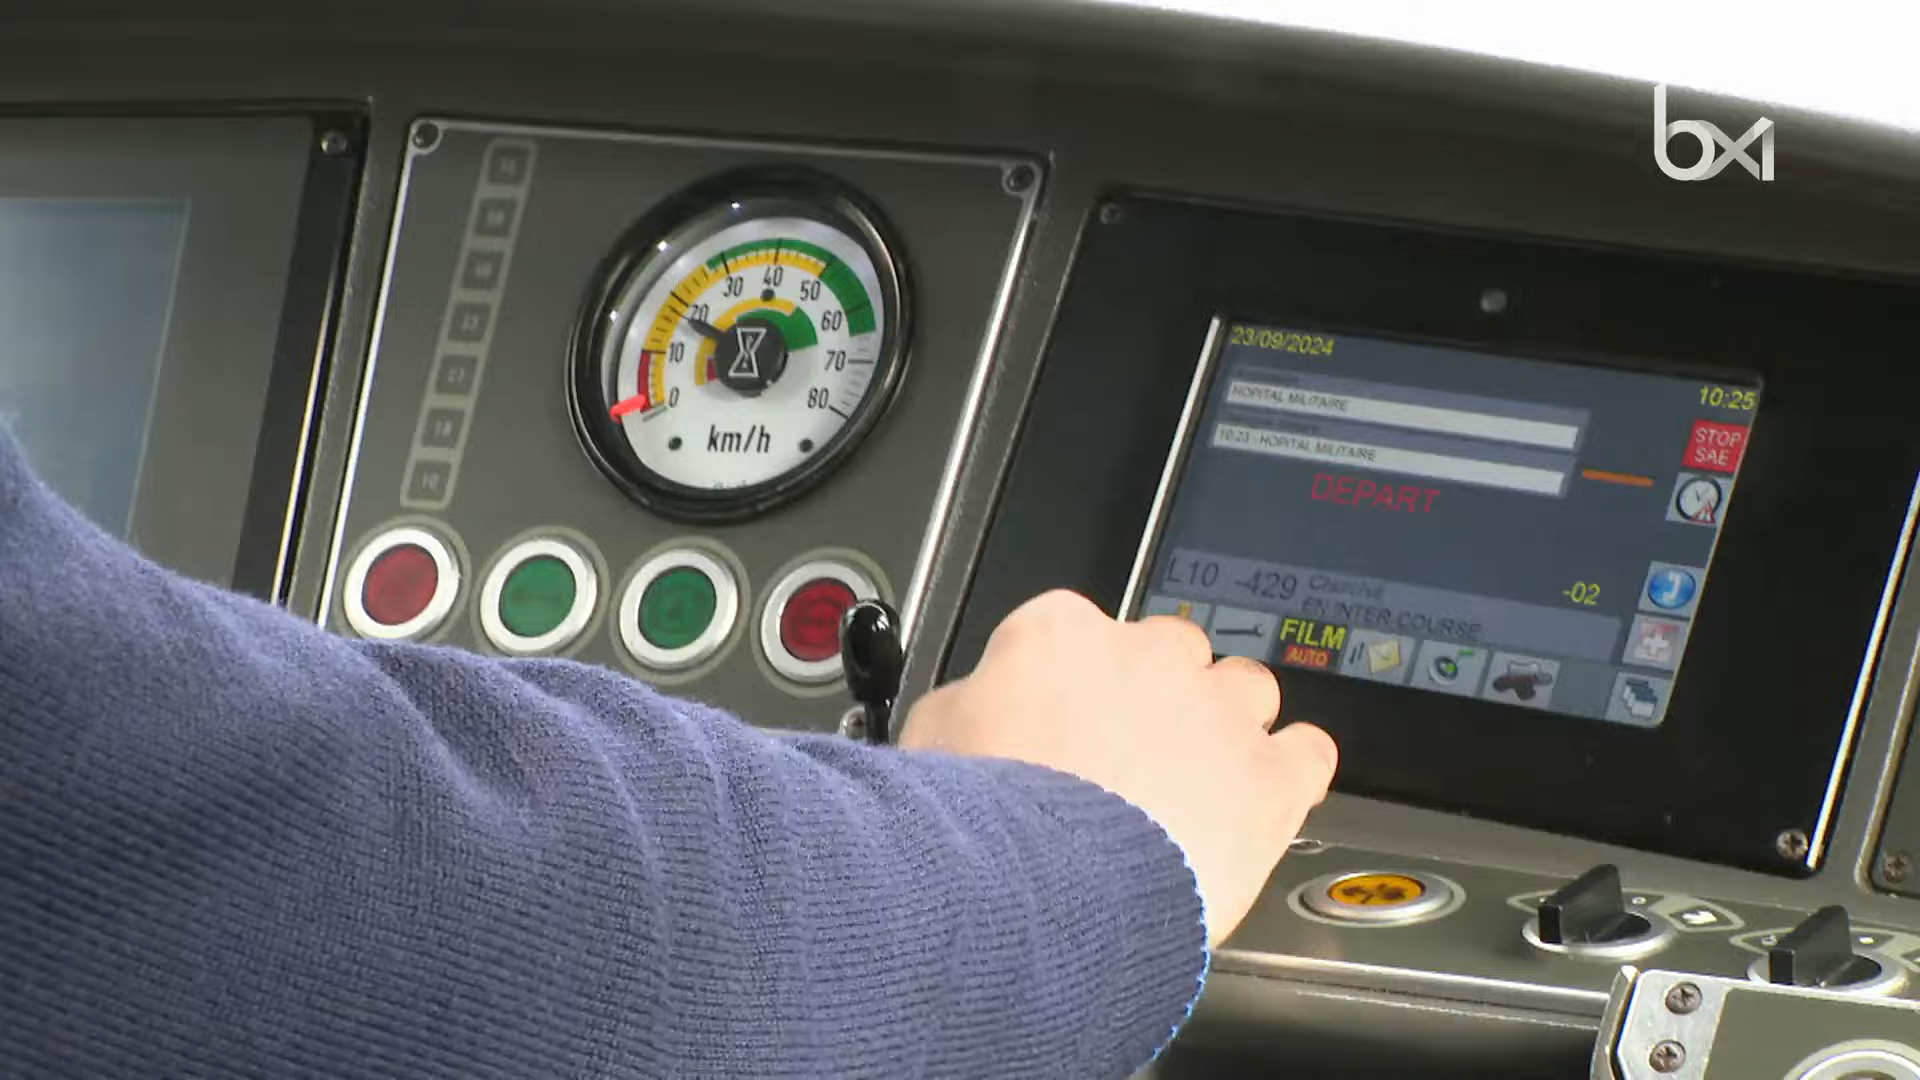 bx1
0
10
20
30
40
50
60
70
80
km/h
23/09/2024
10:25
HOPITAL MILITAIRE
10:23 - HOPITAL MILITAIRE
DEPART
STOP
SAE
L10 -429
-02
EN INTER COURSE
FILM
AUTO